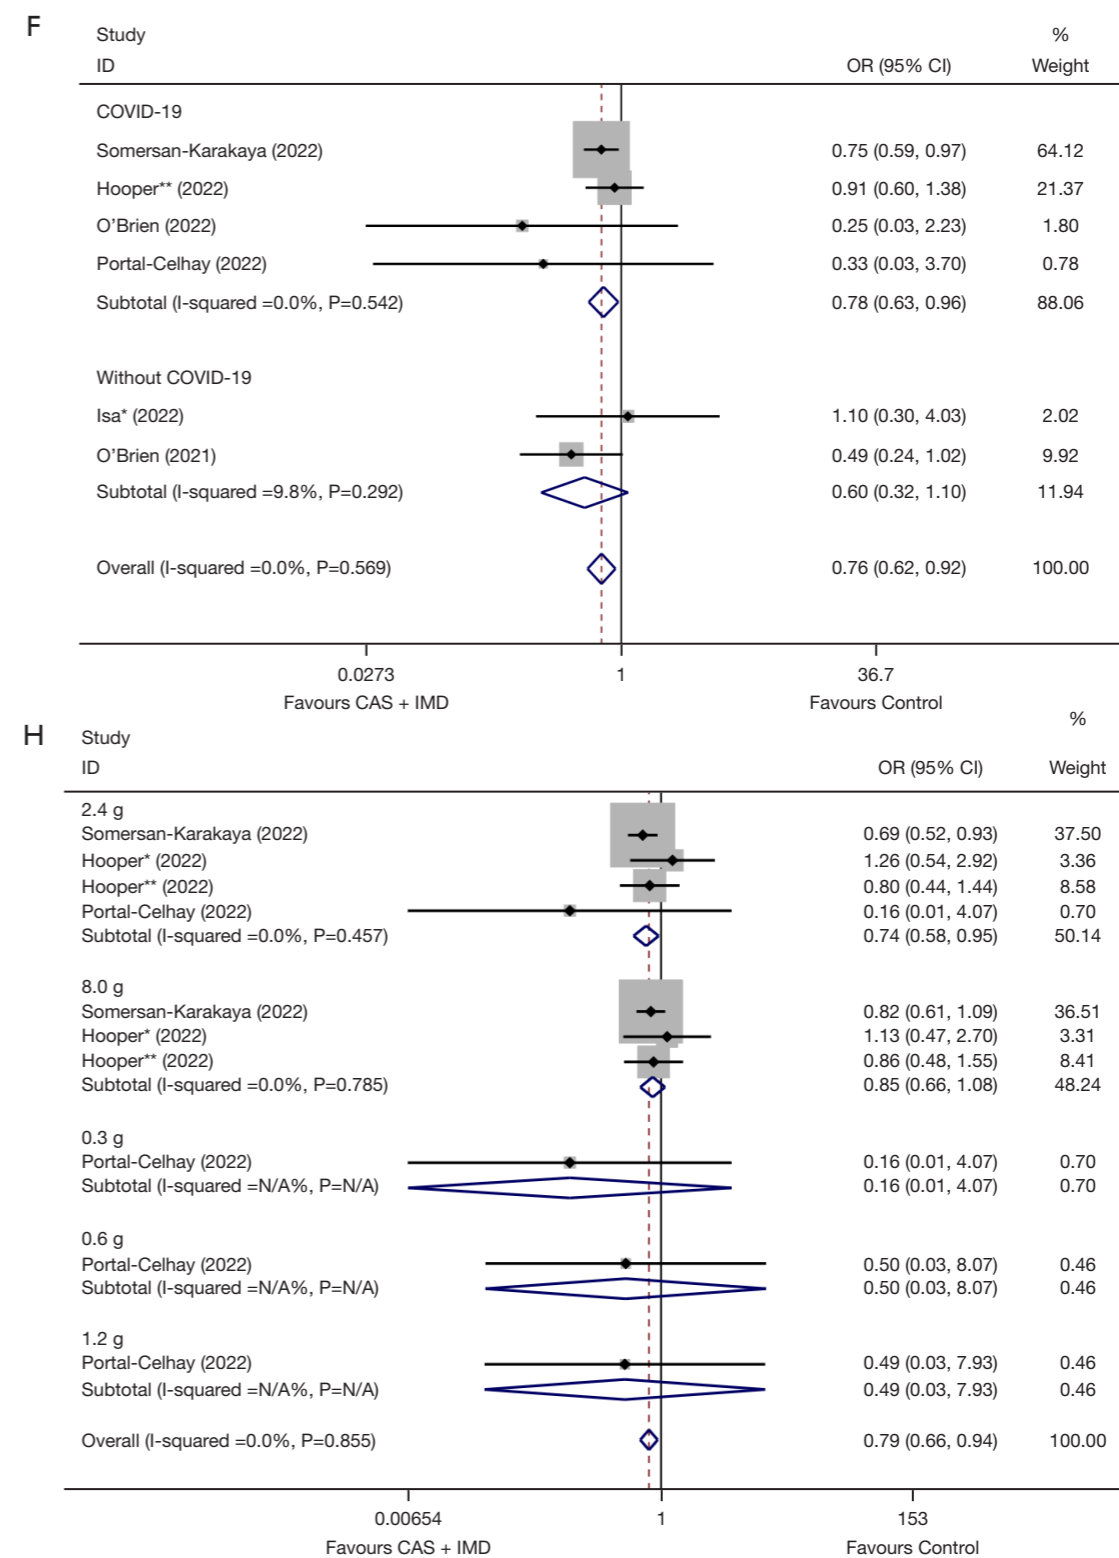 F
Study %
ID OR (95% CI) Weight
COVID-19
Somersan-Karakaya (2022) 0.75 (0.59, 0.97) 64.12
Hooper** (2022) 0.91 (0.60, 1.38) 21.37
O’Brien (2022) 0.25 (0.03, 2.23) 1.80
Portal-Celhay (2022) 0.33 (0.03, 3.70) 0.78
Subtotal (I-squared =0.0%, P=0.542) 0.78 (0.63, 0.96) 88.06
Without COVID-19
Isa* (2022) 1.10 (0.30, 4.03) 2.02
O’Brien (2021) 0.49 (0.24, 1.02) 9.92
Subtotal (I-squared =9.8%, P=0.292) 0.60 (0.32, 1.10) 11.94
Overall (I-squared =0.0%, P=0.569) 0.76 (0.62, 0.92) 100.00
0.0273 1 36.7
Favours CAS + IMD Favours Control
H
Study %
ID OR (95% CI) Weight
2.4 g
Somersan-Karakaya (2022) 0.69 (0.52, 0.93) 37.50
Hooper* (2022) 1.26 (0.54, 2.92) 3.36
Hooper** (2022) 0.80 (0.44, 1.44) 8.58
Portal-Celhay (2022) 0.16 (0.01, 4.07) 0.70
Subtotal (I-squared =0.0%, P=0.457) 0.74 (0.58, 0.95) 50.14
8.0 g
Somersan-Karakaya (2022) 0.82 (0.61, 1.09) 36.51
Hooper* (2022) 1.13 (0.47, 2.70) 3.31
Hooper** (2022) 0.86 (0.48, 1.55) 8.41
Subtotal (I-squared =0.0%, P=0.785) 0.85 (0.66, 1.08) 48.24
0.3 g
Portal-Celhay (2022) 0.16 (0.01, 4.07) 0.70
Subtotal (I-squared =N/A%, P=N/A) 0.16 (0.01, 4.07) 0.70
0.6 g
Portal-Celhay (2022) 0.50 (0.03, 8.07) 0.46
Subtotal (I-squared =N/A%, P=N/A) 0.50 (0.03, 8.07) 0.46
1.2 g
Portal-Celhay (2022) 0.49 (0.03, 7.93) 0.46
Subtotal (I-squared =N/A%, P=N/A) 0.49 (0.03, 7.93) 0.46
Overall (I-squared =0.0%, P=0.855) 0.79 (0.66, 0.94) 100.00
0.00654 1 153
Favours CAS + IMD Favours Control